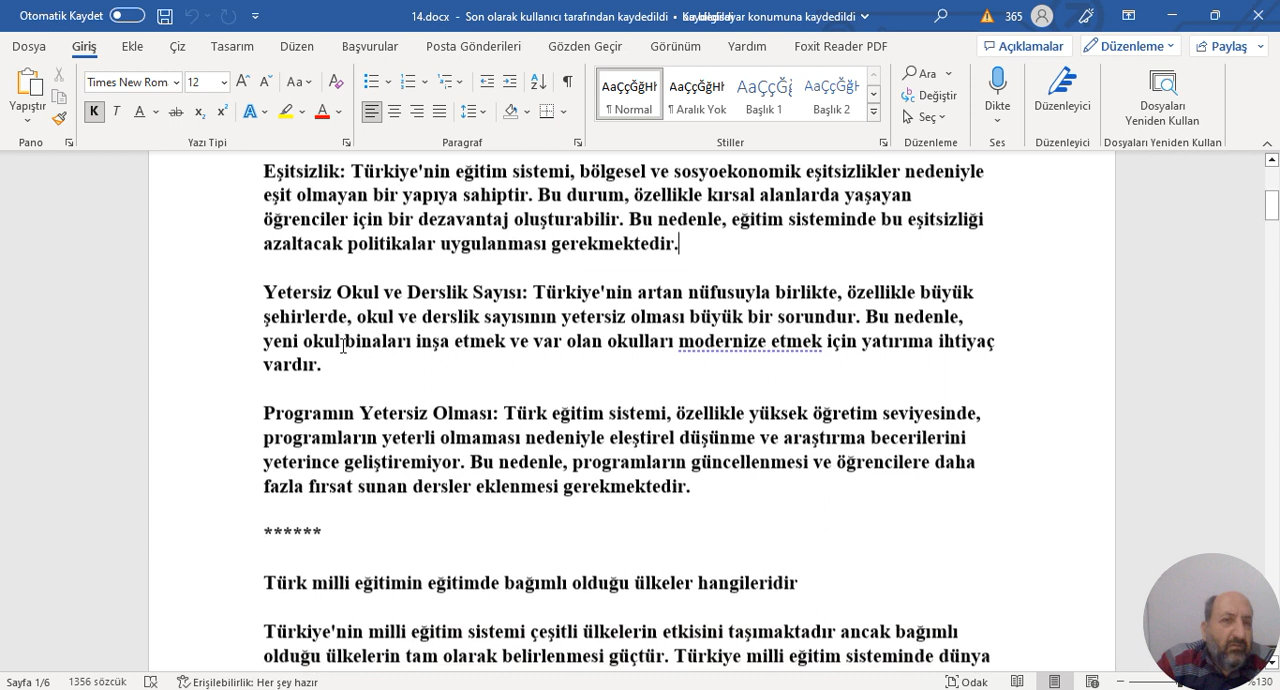 Otomatik Kaydet
14.docx - Son olarak kullanıcı tarafından kaydedildi • konumuna kaydedildi
365
Dosya Giriş Ekle Çiz Tasarım Düzen Başvurular Posta Gönderileri Gözden Geçir Görünüm Yardım Foxit Reader PDF Açıklamalar Düzenleme Paylaş
Yapıştır
Times New Rom 12
AaÇçĞğHl AaÇçĞğHl AaÇçĞġ AaÇçĞğH
¶ Normal ¶ Aralık Yok Başlık 1 Başlık 2
Ara
Değiştir
Seç
Dikte
Düzenleyici
Dosyaları
Yeniden Kullan
Pano Yazı Tipi Paragraf Stiller Düzenleme Ses Düzenleyici Dosyaları Yeniden Kullan
Eşitsizlik: Türkiye'nin eğitim sistemi, bölgesel ve sosyoekonomik eşitsizlikler nedeniyle
eşit olmayan bir yapıya sahiptir. Bu durum, özellikle kırsal alanlarda yaşayan
öğrenciler için bir dezavantaj oluşturabilir. Bu nedenle, eğitim sisteminde bu eşitsizliği
azaltacak politikalar uygulanması gerekmektedir.
Yetersiz Okul ve Derslik Sayısı: Türkiye'nin artan nüfusuyla birlikte, özellikle büyük
şehirlerde, okul ve derslik sayısının yetersiz olması büyük bir sorundur. Bu nedenle,
yeni okul binaları inşa etmek ve var olan okulları modernize etmek için yatırıma ihtiyaç
vardır.
Programın Yetersiz Olması: Türk eğitim sistemi, özellikle yüksek öğretim seviyesinde,
programların yeterli olmaması nedeniyle eleştirel düşünme ve araştırma becerilerini
yeterince geliştiremiyor. Bu nedenle, programların güncellenmesi ve öğrencilere daha
fazla fırsat sunan dersler eklenmesi gerekmektedir.
******
Türk milli eğitimin eğitimde bağımlı olduğu ülkeler hangileridir
Türkiye'nin milli eğitim sistemi çeşitli ülkelerin etkisini taşımaktadır ancak bağımlı
olduğu ülkelerin tam olarak belirlenmesi güçtür. Türkiye milli eğitim sisteminde dünya
Sayfa 1/6 1356 sözcük Erişilebilirlik: Her şey hazır Odak %130